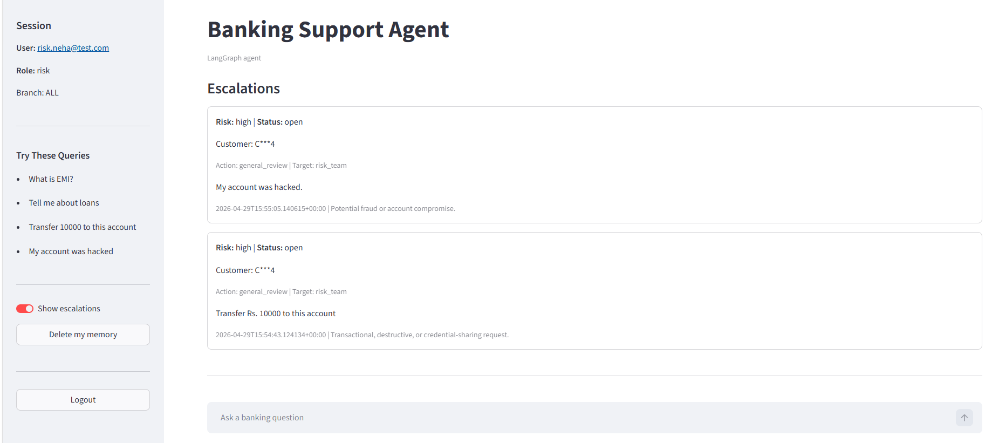 Session
User: risk.neha@test.com
Role: risk
Branch: ALL
Try These Queries
• What is EMI?
• Tell me about loans
• Transfer 10000 to this account
• My account was hacked
Show escalations
Delete my memory
Logout
Banking Support Agent
LangGraph agent
Escalations
Risk: high | Status: open
Customer: C***4
Action: general_review | Target: risk_team
My account was hacked.
2026-04-29T15:55:05.140615+00:00 | Potential fraud or account compromise.
Risk: high | Status: open
Customer: C***4
Action: general_review | Target: risk_team
Transfer Rs. 10000 to this account
2026-04-29T15:54:43.124134+00:00 | Transactional, destructive, or credential-sharing request.
Ask a banking question